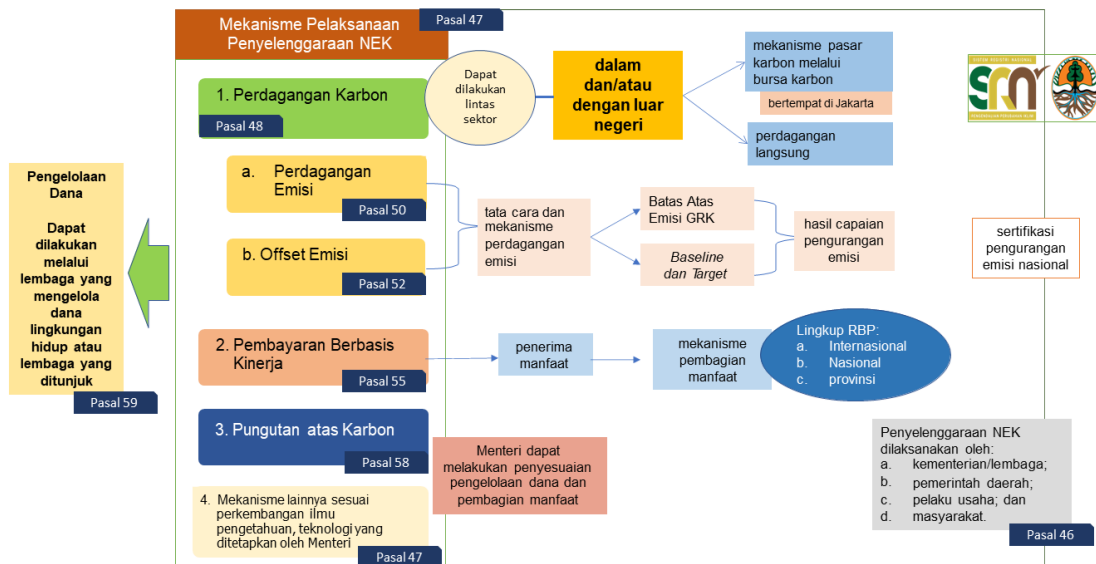 Mekanisme Pelaksanaan
Penyelenggaraan NEK
Pasal 47
1. Perdagangan Karbon
Pasal 48
Dapat
dilakukan
lintas
sektor
dalam
dan/atau
dengan luar
negeri
mekanisme pasar
karbon melalui
bursa karbon
bertempat di Jakarta
perdagangan
langsung
SRN
a. Perdagangan
Emisi
Pasal 50
b. Offset Emisi
Pasal 52
tata cara dan
mekanisme
perdagangan
emisi
Batas Atas
Emisi GRK
Baseline
dan Target
hasil capaian
pengurangan
emisi
sertifikasi
pengurangan
emisi nasional
Pengelolaan
Dana
Dapat
dilakukan
melalui
lembaga yang
mengelola
dana
lingkungan
hidup atau
lembaga yang
ditunjuk
Pasal 59
2. Pembayaran Berbasis
Kinerja
Pasal 55
penerima
manfaat
mekanisme
pembagian
manfaat
Lingkup RBP:
a. Internasional
b. Nasional
c. provinsi
3. Pungutan atas Karbon
Pasal 58
Menteri dapat
melakukan penyesuaian
pengelolaan dana dan
pembagian manfaat
4. Mekanisme lainnya sesuai
perkembangan ilmu
pengetahuan, teknologi yang
ditetapkan oleh Menteri
Pasal 47
Penyelenggaraan NEK
dilaksanakan oleh:
a. kementerian/lembaga;
b. pemerintah daerah;
c. pelaku usaha; dan
d. masyarakat.
Pasal 46